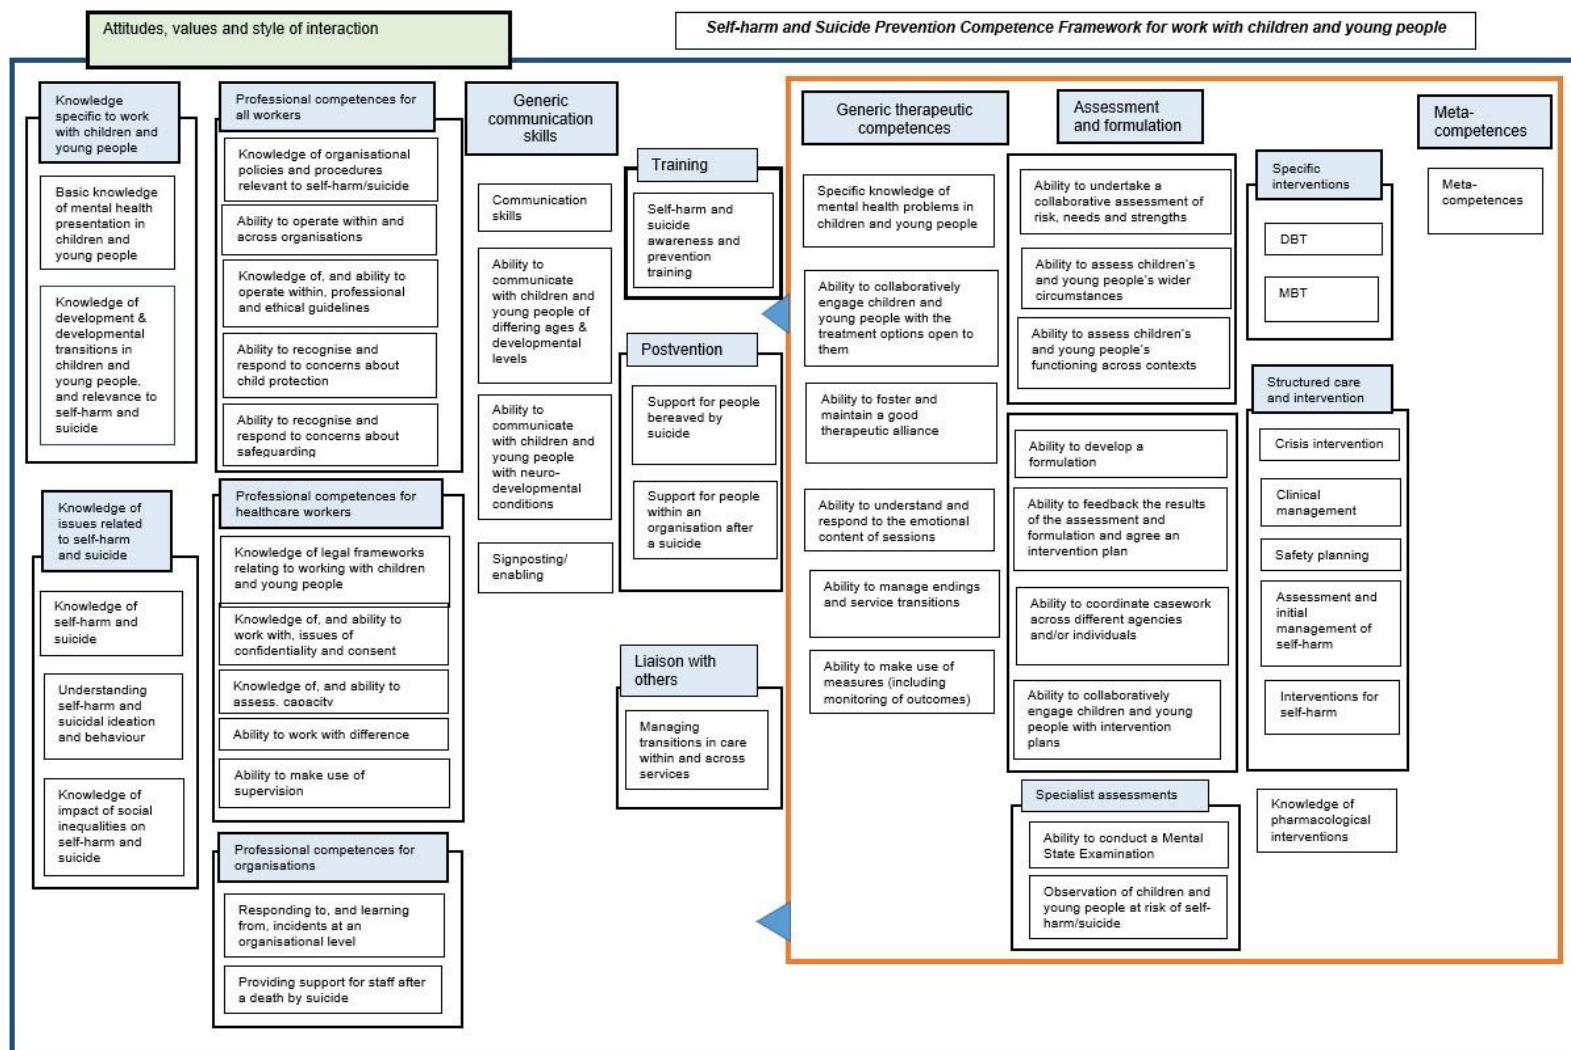 Attitudes, values and style of interaction
Self-harm and Suicide Prevention Competence Framework for work with children and young people
Knowledge
specific to work
with children and
young people
Basic knowledge
of mental health
presentation in
children and
young people
Knowledge of
development &
developmental
transitions in
children and
young people,
and relevance to
self-harm and
suicide
Knowledge of
issues related
to self-harm
and suicide
Knowledge of
self-harm and
suicide
Understanding
self-harm and
suicidal ideation
and behaviour
Knowledge of
impact of social
inequalities on
self-harm and
suicide
Professional competences for
all workers
Knowledge of organisational
policies and procedures
relevant to self-harm/suicide
Ability to operate within and
across organisations
Knowledge of, and ability to
operate within, professional
and ethical guidelines
Ability to recognise and
respond to concerns about
child protection
Ability to recognise and
respond to concerns about
safeguarding
Professional competences for
healthcare workers
Knowledge of legal frameworks
relating to working with children
and young people
Knowledge of, and ability to
work with, issues of
confidentiality and consent
Knowledge of, and ability to
assess, capacity
Ability to work with difference
Ability to make use of
supervision
Professional competences for
organisations
Responding to, and learning
from, incidents at an
organisational level
Providing support for staff after
a death by suicide
Generic
communication
skills
Communication
skills
Ability to
communicate
with children and
young people of
differing ages &
developmental
levels
Ability to
communicate
with children and
young people
with neuro-
developmental
conditions
Signposting/
enabling
Training
Self-harm and
suicide
awareness and
prevention
training
Postvention
Support for people
bereaved by
suicide
Support for people
within an
organisation after
a suicide
Liaison with
others
Managing
transitions in care
within and across
services
Generic therapeutic
competences
Specific knowledge of
mental health problems in
children and young people
Ability to collaboratively
engage children and
young people with the
treatment options open to
them
Ability to foster and
maintain a good
therapeutic alliance
Ability to understand and
respond to the emotional
content of sessions
Ability to manage endings
and service transitions
Ability to make use of
measures (including
monitoring of outcomes)
Assessment
and formulation
Ability to undertake a
collaborative assessment of
risk, needs and strengths
Ability to assess children's
and young people's wider
circumstances
Ability to assess children's
and young people's
functioning across contexts
Ability to develop a
formulation
Ability to feedback the results
of the assessment and
formulation and agree an
intervention plan
Ability to coordinate casework
across different agencies
and/or individuals
Ability to collaboratively
engage children and young
people with intervention
plans
Specialist assessments
Ability to conduct a Mental
State Examination
Observation of children and
young people at risk of self-
harm/suicide
Specific
interventions
DBT
MBT
Structured care
and intervention
Crisis intervention
Clinical
management
Safety planning
Assessment and
initial
management of
self-harm
Interventions for
self-harm
Knowledge of
pharmacological
interventions
Meta-
competences
Meta-
competences